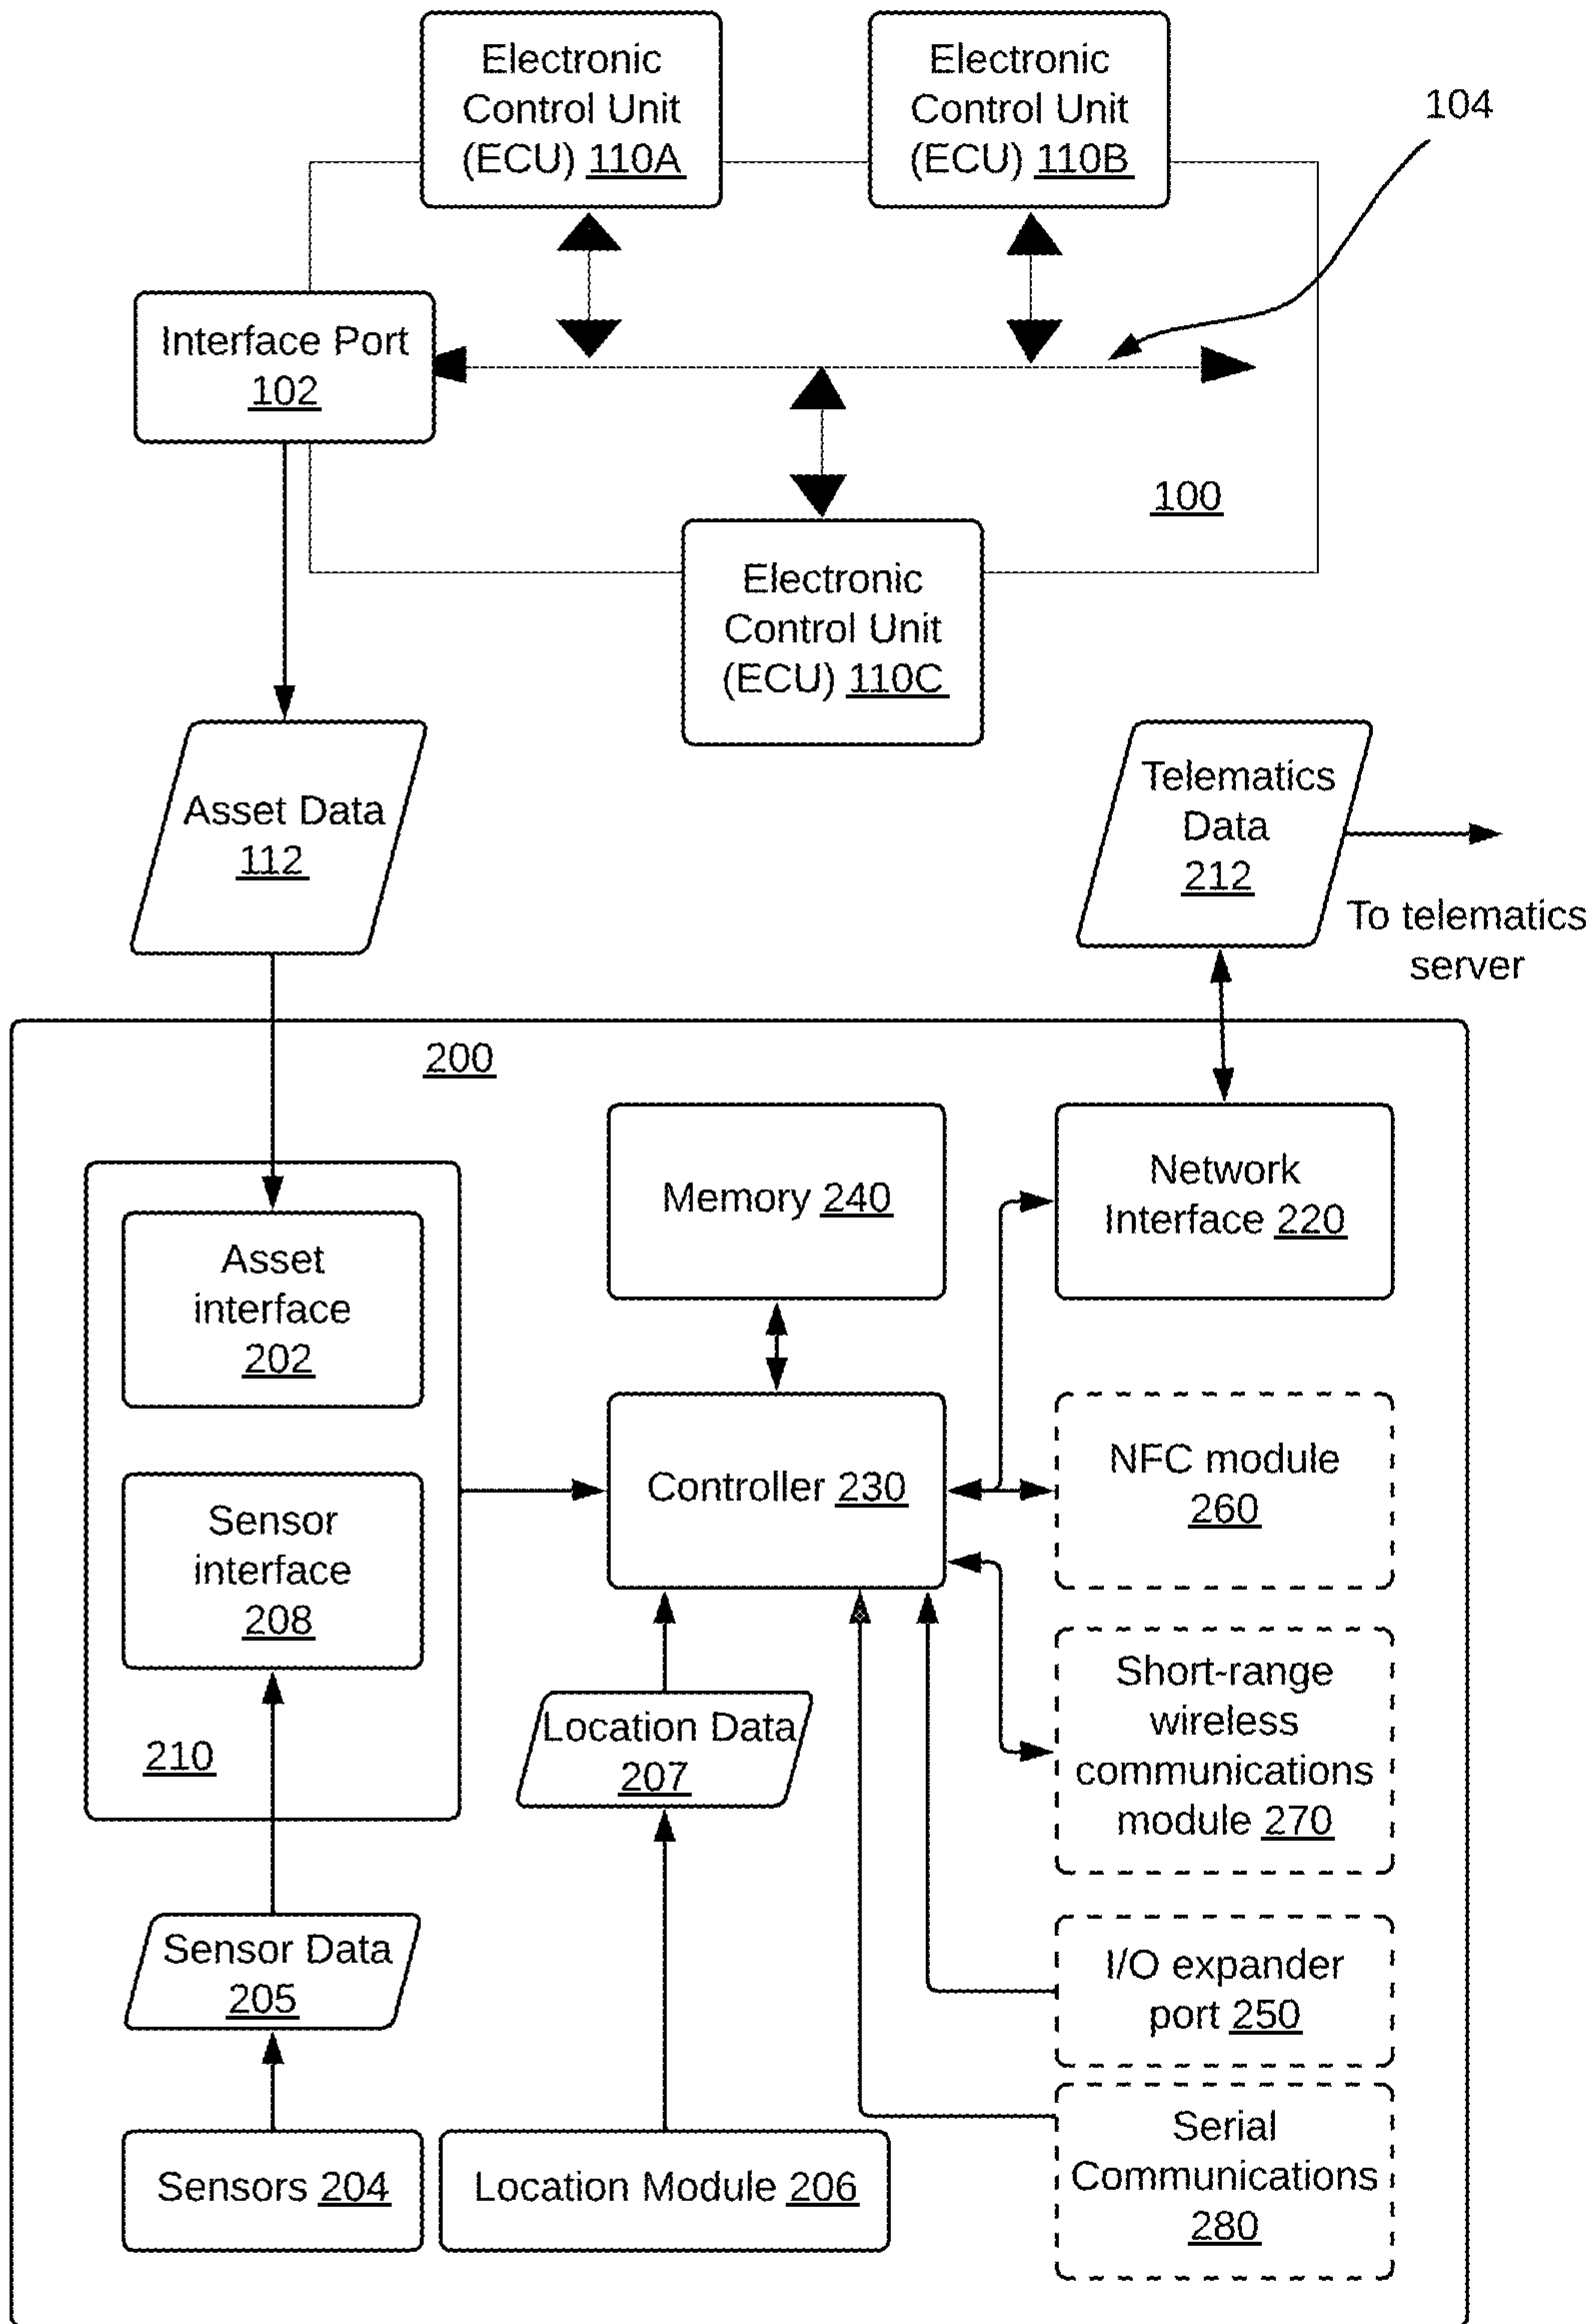 Electronic
Control Unit
(ECU) 110A
Electronic
Control Unit
(ECU) 110B
104
Interface Port
102
100
Electronic
Control Unit
(ECU) 110C
Asset Data
112
Telematics
Data
212
To telematics
server
200
Memory 240
Network
Interface 220
Asset
interface
202
Controller 230
NFC module
260
Sensor
interface
208
Short-range
wireless
communications
module 270
Location Data
207
210
Sensor Data
205
I/O expander
port 250
Sensors 204
Location Module 206
Serial
Communications
280